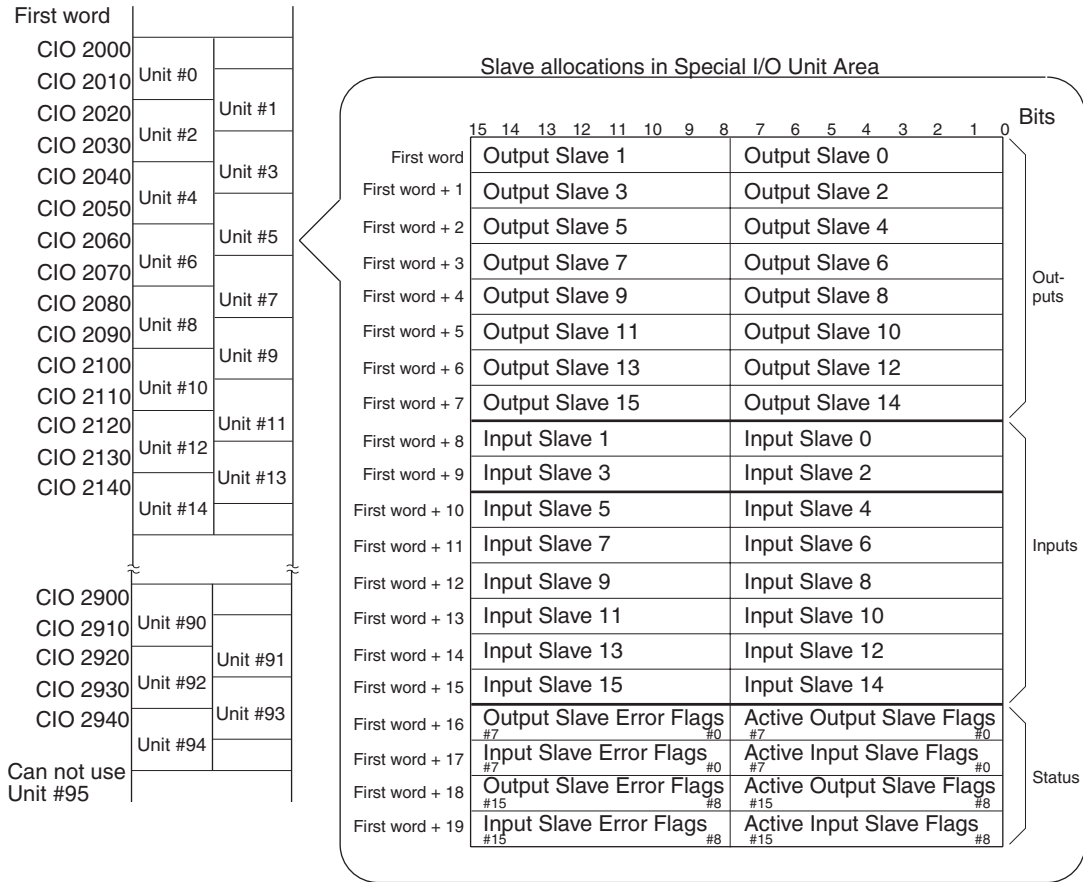 First word
CIO 2000
CIO 2010
CIO 2020
CIO 2030
CIO 2040
CIO 2050
CIO 2060
CIO 2070
CIO 2080
CIO 2090
CIO 2100
CIO 2110
CIO 2120
CIO 2130
CIO 2140
CIO 2900
CIO 2910
CIO 2920
CIO 2930
CIO 2940
Can not use
Unit #95
Unit #0
Unit #2
Unit #4
Unit #6
Unit #8
Unit #10
Unit #12
Unit #14
Unit #90
Unit #92
Unit #94
Unit #1
Unit #3
Unit #5
Unit #7
Unit #9
Unit #11
Unit #13
Unit #91
Unit #93
Slave allocations in Special I/O Unit Area
15 14 13 12 11 10 9 8 7 6 5 4 3 2 1 0 Bits
First word Output Slave 1 Output Slave 0
First word + 1 Output Slave 3 Output Slave 2
First word + 2 Output Slave 5 Output Slave 4
First word + 3 Output Slave 7 Output Slave 6
First word + 4 Output Slave 9 Output Slave 8
First word + 5 Output Slave 11 Output Slave 10
First word + 6 Output Slave 13 Output Slave 12
First word + 7 Output Slave 15 Output Slave 14
Out-
puts
First word + 8 Input Slave 1 Input Slave 0
First word + 9 Input Slave 3 Input Slave 2
First word + 10 Input Slave 5 Input Slave 4
First word + 11 Input Slave 7 Input Slave 6
First word + 12 Input Slave 9 Input Slave 8
First word + 13 Input Slave 11 Input Slave 10
First word + 14 Input Slave 13 Input Slave 12
First word + 15 Input Slave 15 Input Slave 14
Inputs
First word + 16 Output Slave Error Flags Active Output Slave Flags
#7 #0 #7 #0
First word + 17 Input Slave Error Flags Active Input Slave Flags
#7 #0 #7 #0
First word + 18 Output Slave Error Flags Active Output Slave Flags
#15 #8 #15 #8
First word + 19 Input Slave Error Flags Active Input Slave Flags
#15 #8 #15 #8
Status